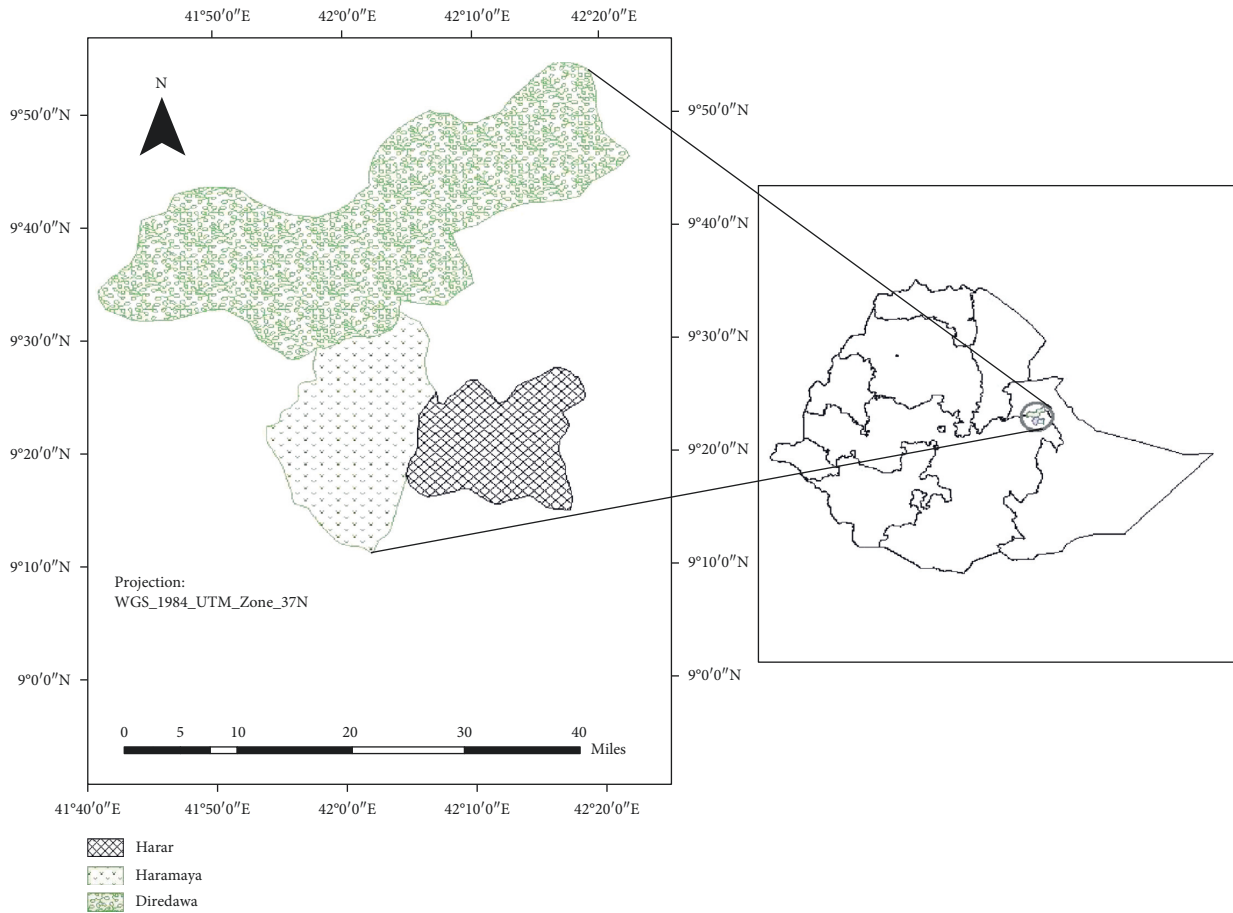 41°50′0″E 42°0′0″E 42°10′0″E 42°20′0″E
N
9°50′0″N 9°50′0″N
9°40′0″N 9°40′0″N
9°30′0″N 9°30′0″N
9°20′0″N 9°20′0″N
9°10′0″N 9°10′0″N
Projection:
WGS_1984_UTM_Zone_37N
9°0′0″N 9°0′0″N
0 5 10 20 30 40
Miles
41°40′0″E 41°50′0″E 42°0′0″E 42°10′0″E 42°20′0″E
Harar
Haramaya
Diredawa